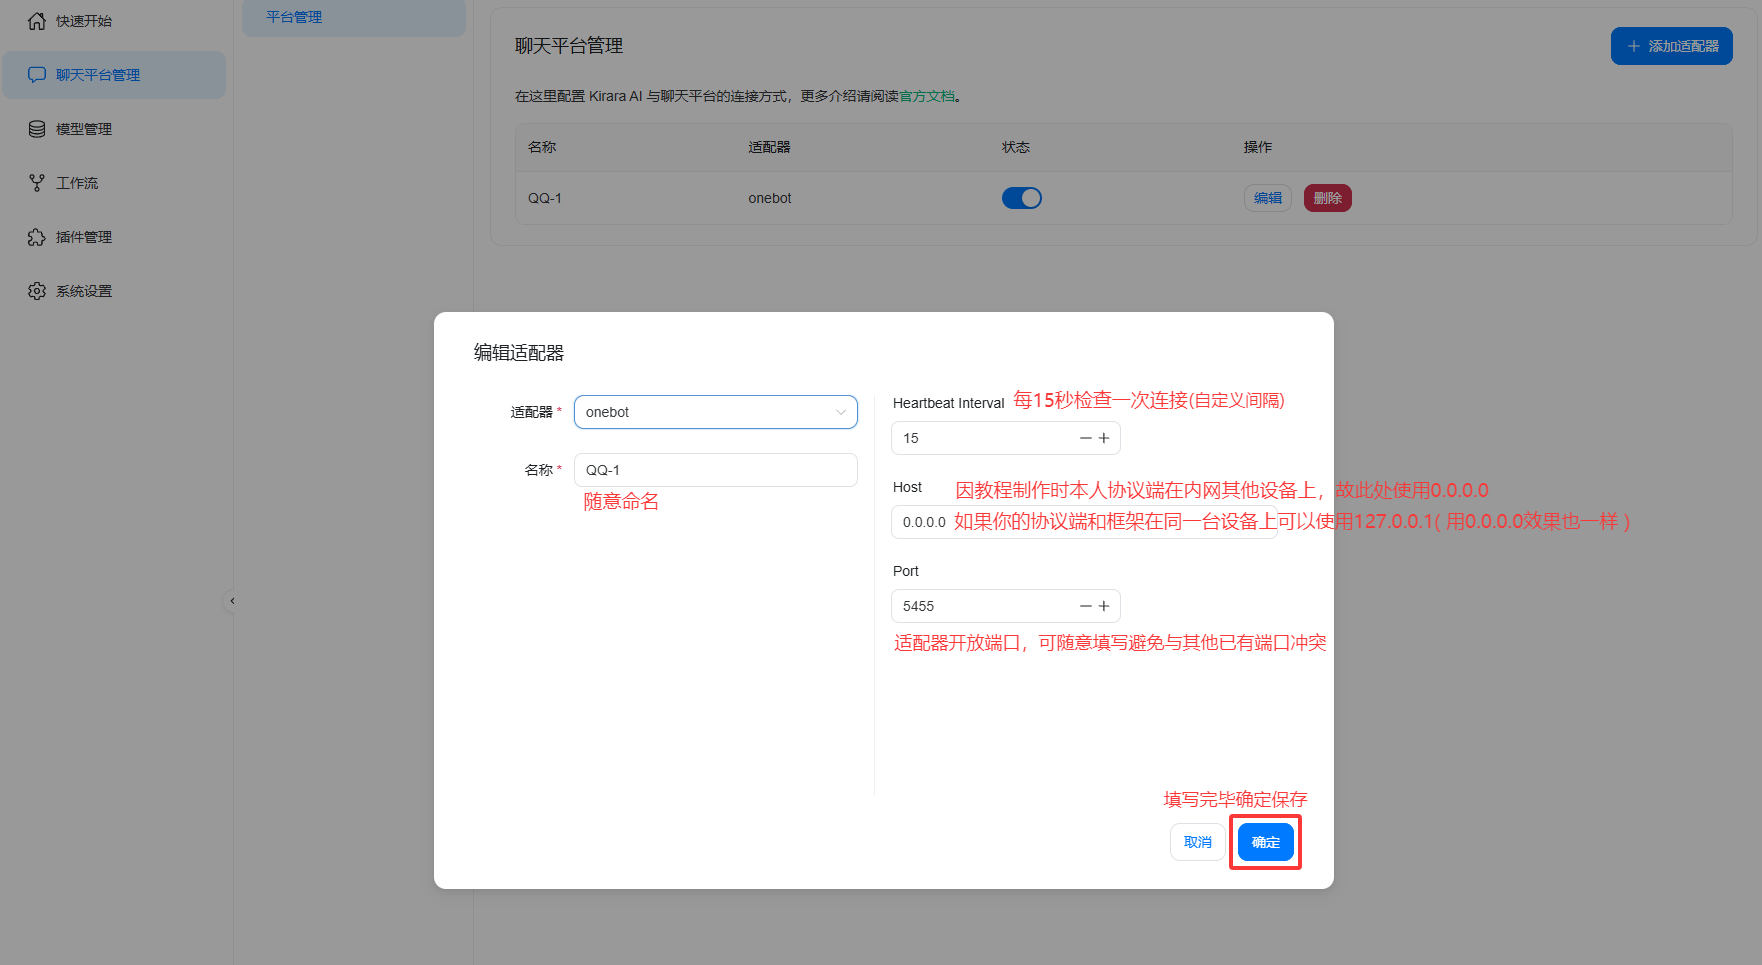 快速开始
聊天平台管理
模型管理
工作流
插件管理
系统设置
平台管理
聊天平台管理
添加适配器
在这里配置 Kirara AI 与聊天平台的连接方式，更多介绍请阅读官方文档。
名称 适配器 状态 操作
QQ-1 onebot 编辑 删除
编辑适配器
适配器 * onebot
名称 * QQ-1
随意命名
Heartbeat Interval 每15秒检查一次连接(自定义间隔)
15
Host 因教程制作时本人协议端在内网其他设备上，故此处使用0.0.0.0
0.0.0.0 如果你的协议端和框架在同一台设备上可以使用127.0.0.1( 用0.0.0.0效果也一样 )
Port
5455
适配器开放端口，可随意填写避免与其他已有端口冲突
填写完毕确定保存
取消 确定